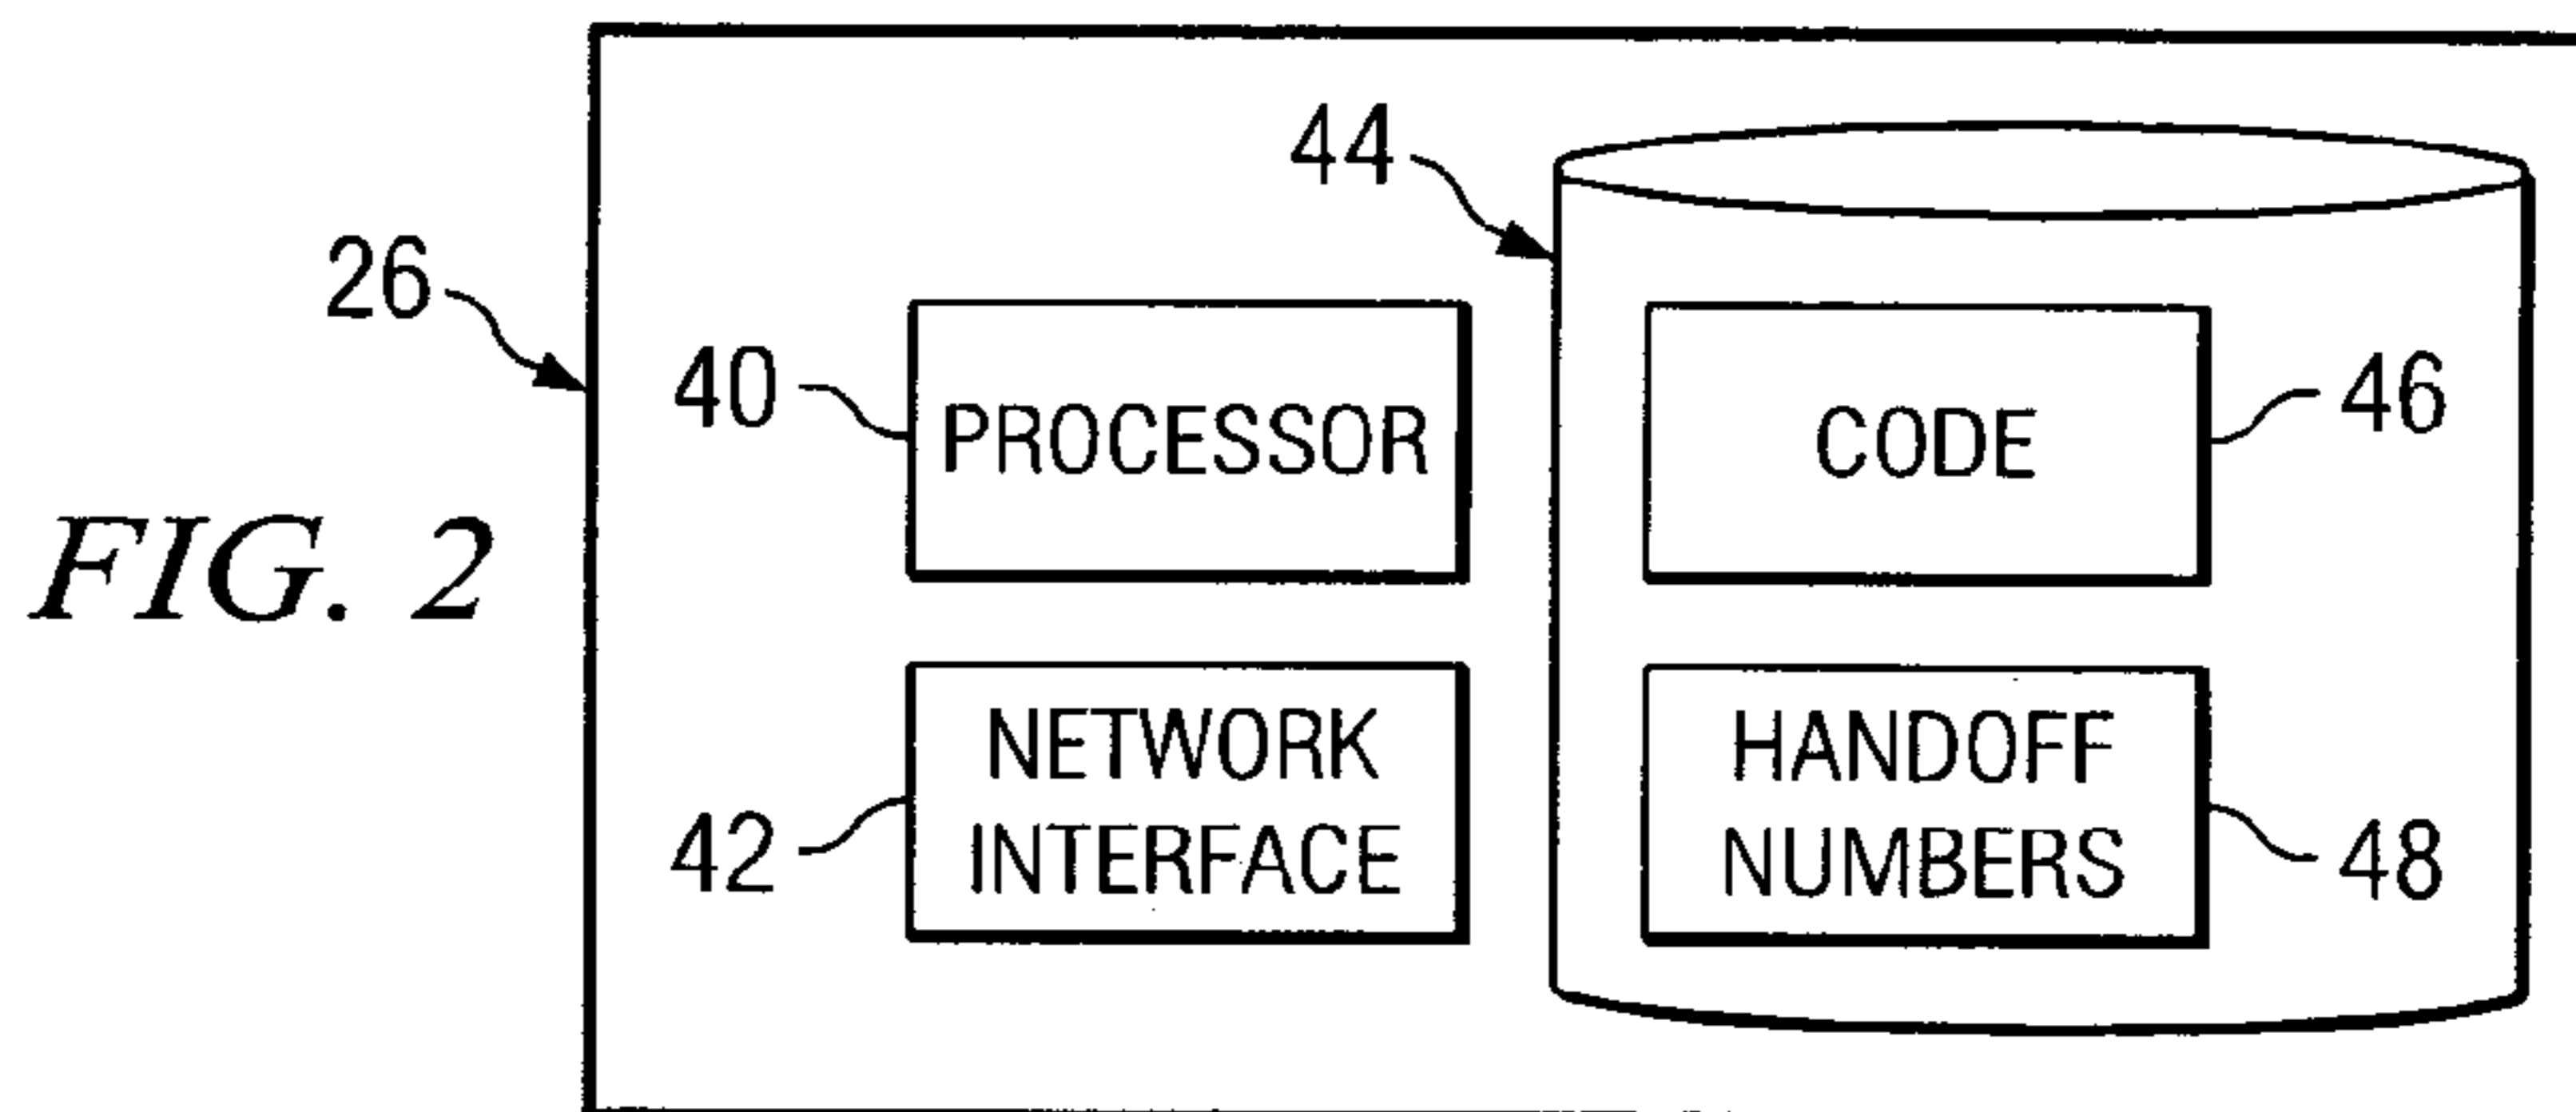 44
26
40
PROCESSOR
CODE
46
FIG. 2
NETWORK
INTERFACE
42
HANDOFF
NUMBERS
48